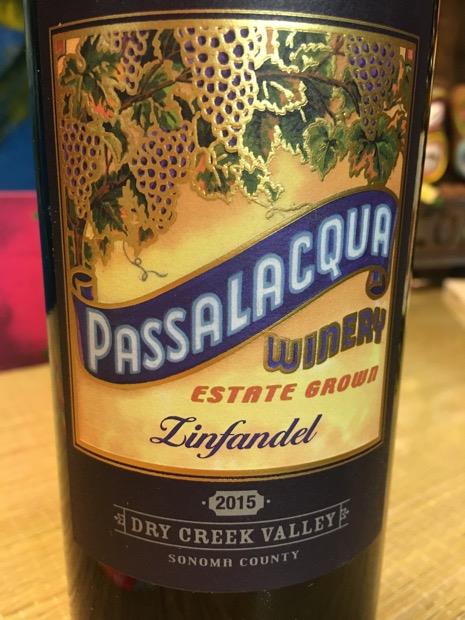 PASSALACQUA
WINERY
ESTATE GROWN
Zinfandel
2015
DRY CREEK VALLEY
SONOMA COUNTY